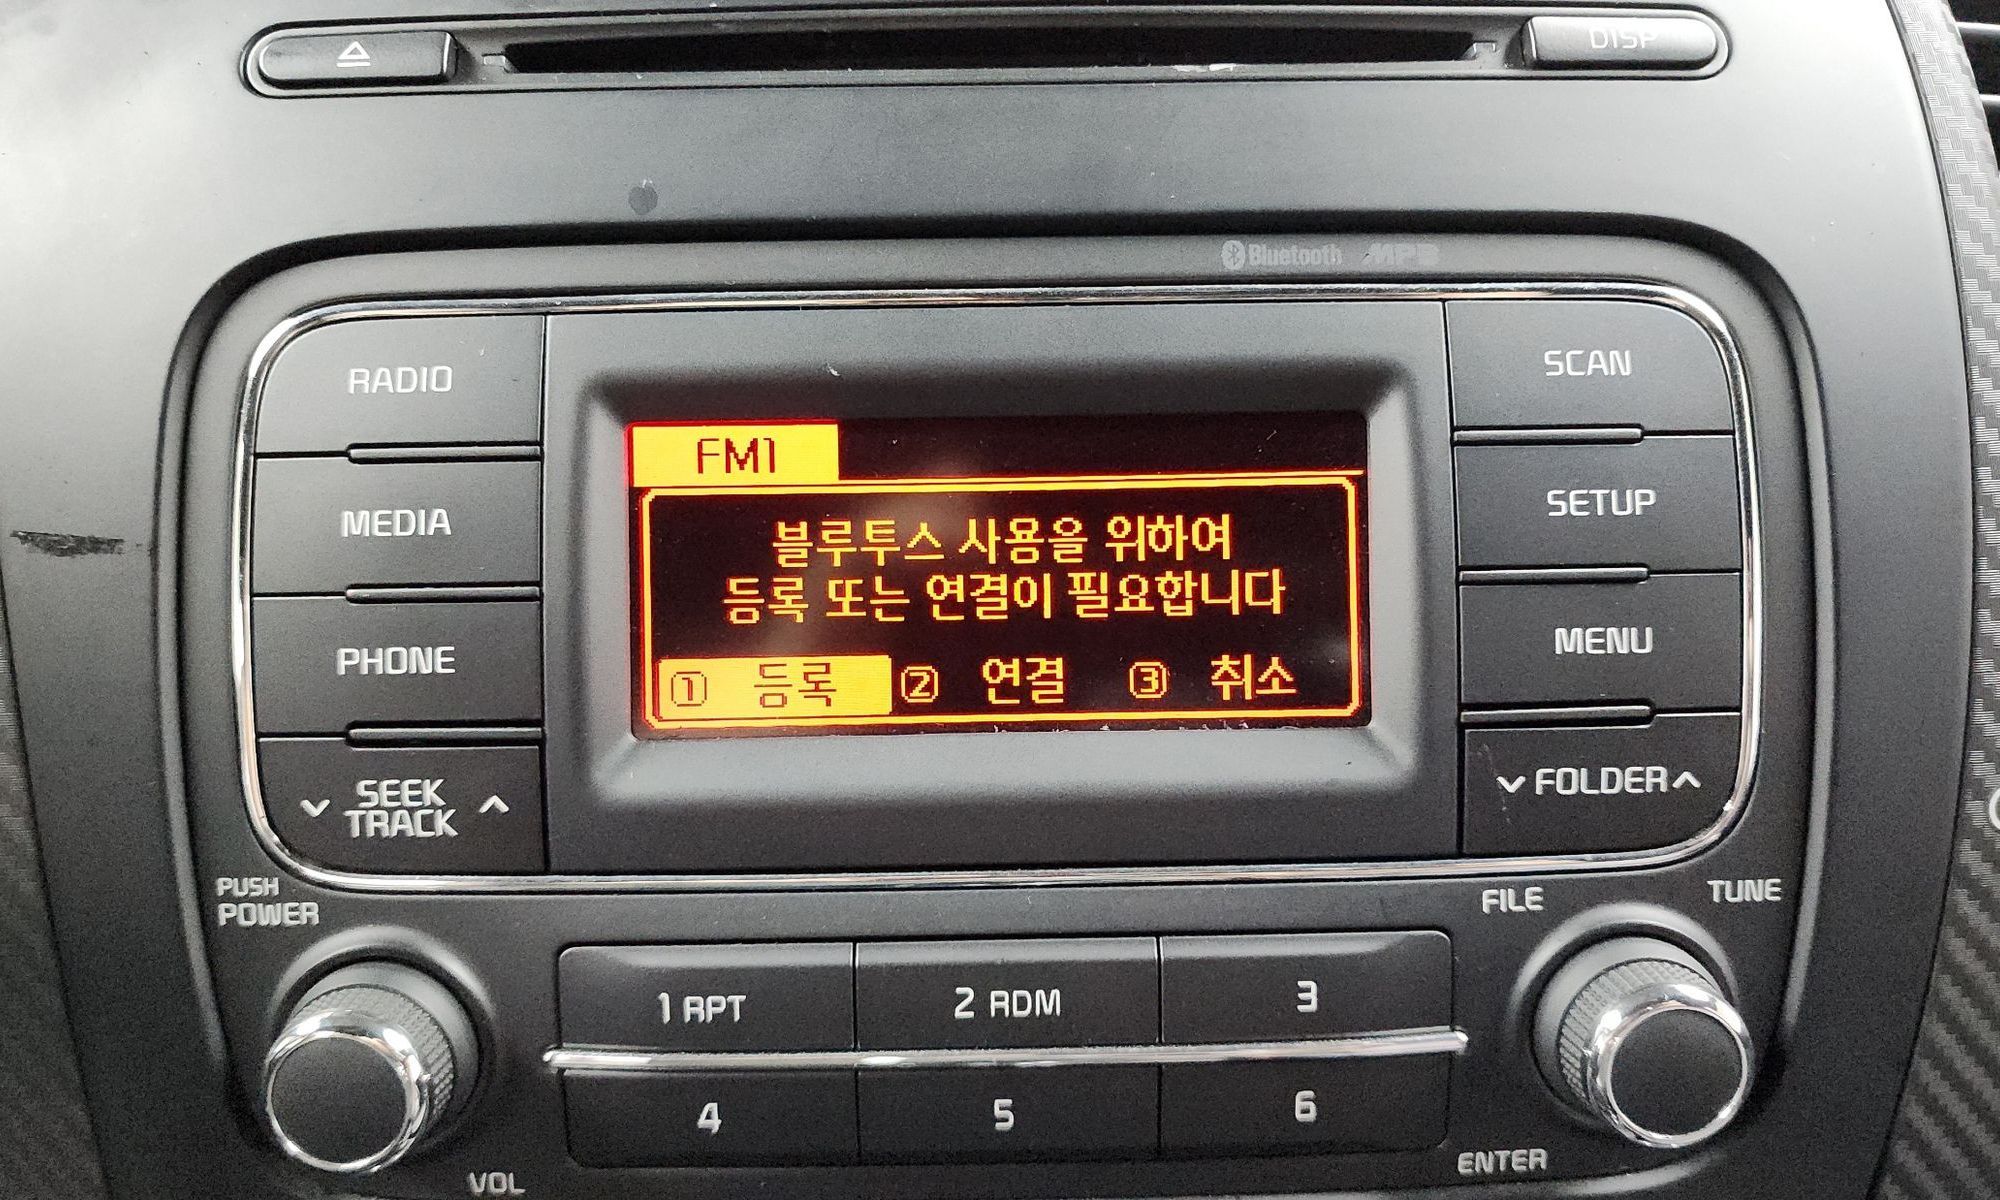 DISP
Bluetooth MP3
RADIO
SCAN
FM1
MEDIA
SETUP
블루투스 사용을 위하여
등록 또는 연결이 필요합니다
PHONE
MENU
① 등록 ② 연결 ③ 취소
SEEK
TRACK
FOLDER
PUSH
POWER
FILE
TUNE
1 RPT
2 RDM
3
4
5
6
VOL
ENTER